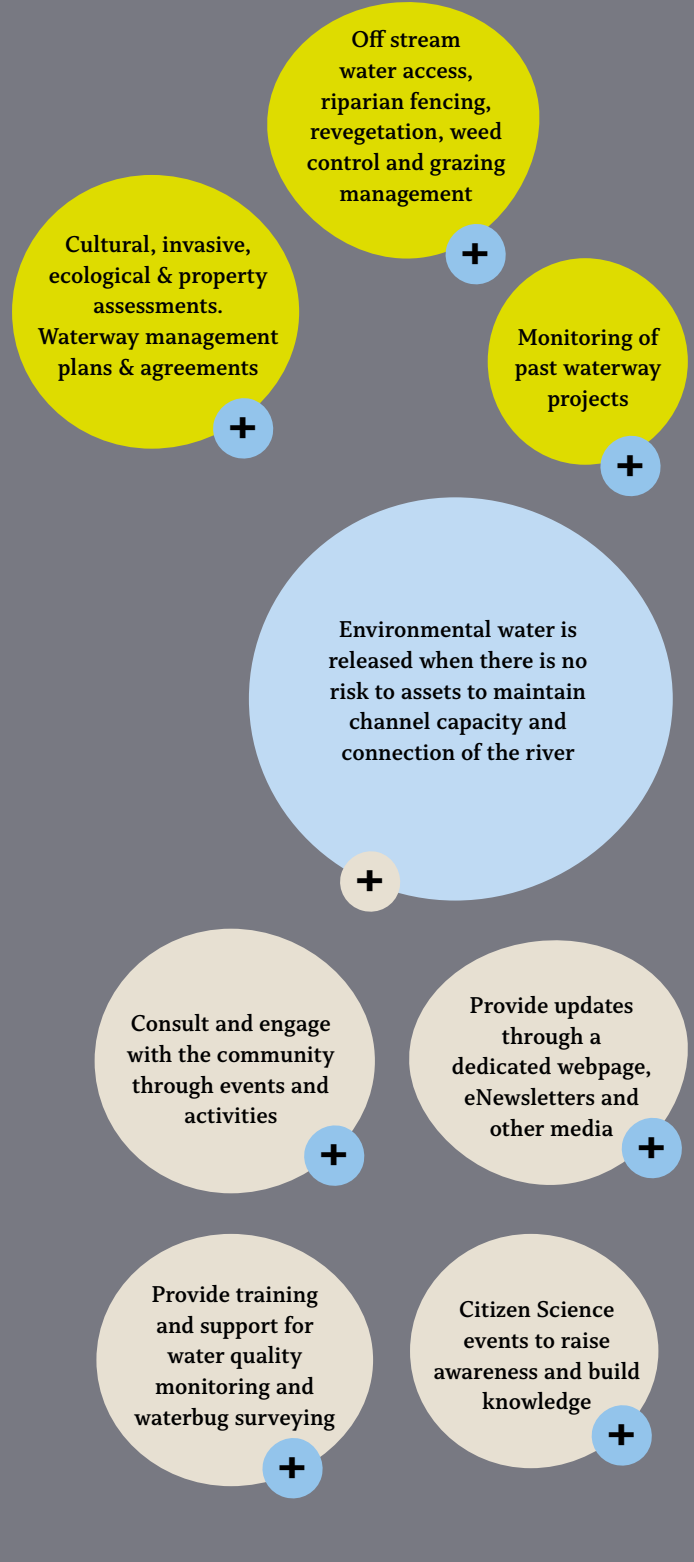 Off stream
water access,
riparian fencing,
revegetation, weed
control and grazing
management
+
Cultural, invasive,
ecological & property
assessments.
Waterway management
plans & agreements
+
Monitoring of
past waterway
projects
+
Environmental water is
released when there is no
risk to assets to maintain
channel capacity and
connection of the river
+
Consult and engage
with the community
through events and
activities
+
Provide updates
through a
dedicated webpage,
eNewsletters and
other media
+
Provide training
and support for
water quality
monitoring and
waterbug surveying
+
Citizen Science
events to raise
awareness and build
knowledge
+